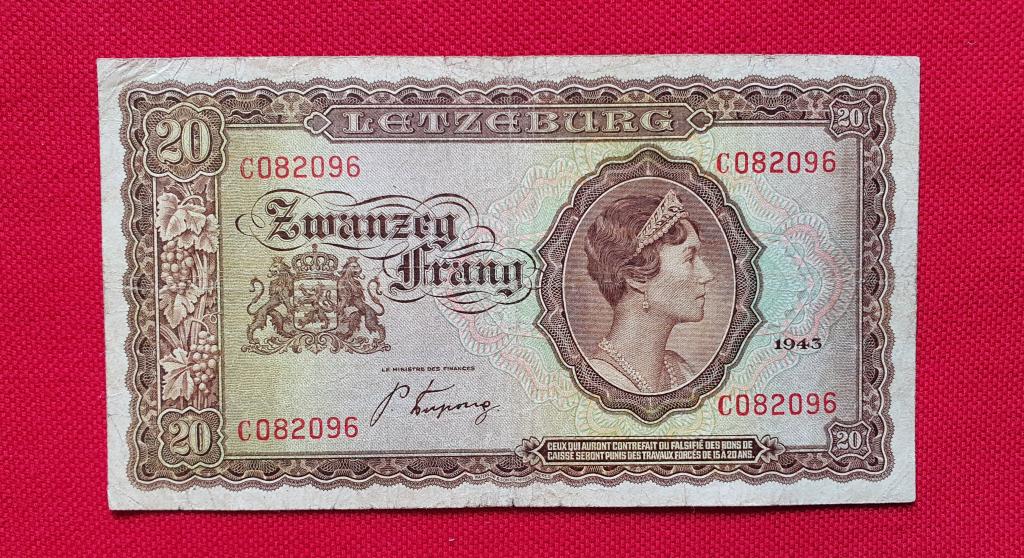 LETZEBURG
20
20
C082096
C082096
Zwanzeg
Frang
1943
LE MINISTRE DES FINANCES
P. Dupong
C082096
C082096
20
20
CEUX QUI AURONT CONTREFAIT OU FALSIFIÉ DES BONS DE
CAISSE SERONT PUNIS DES TRAVAUX FORCÉS DE 15 À 20 ANS.